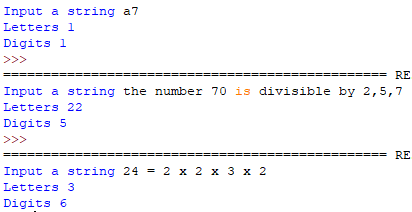 Input a string a7
Letters 1
Digits 1
>>>
================================================ RE
Input a string the number 70 is divisible by 2,5,7
Letters 22
Digits 5
>>>
================================================ RE
Input a string 24 = 2 x 2 x 3 x 2
Letters 3
Digits 6